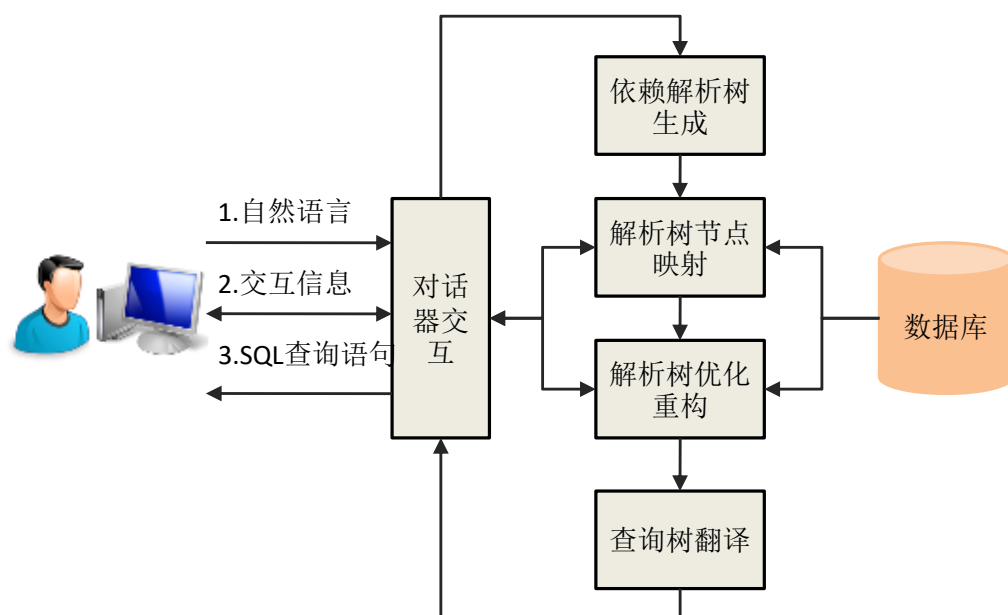 依赖解析树
生成
1.自然语言
2.交互信息
3.SQL查询语句
对话
器交
互
解析树节点
映射
解析树优化
重构
查询树翻译
数据库